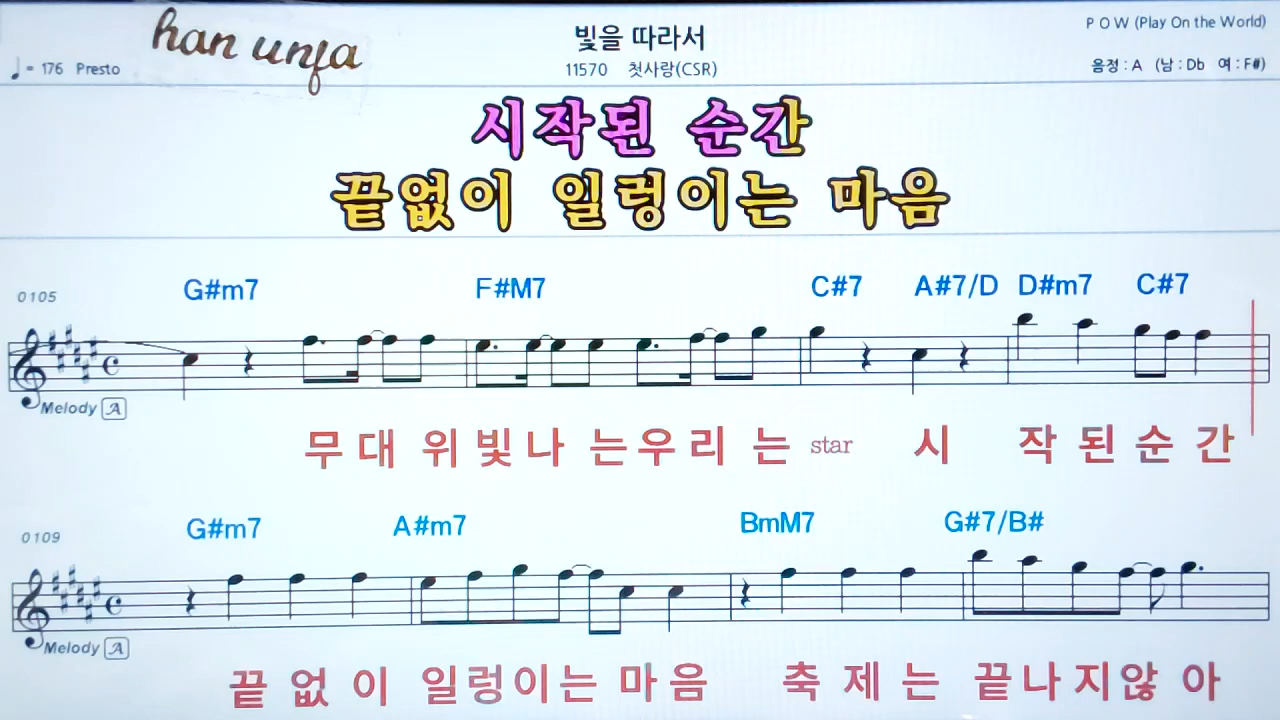 han unja
빛을 따라서
P O W (Play On the World)
♩= 176 Presto
11570 첫사랑(CSR)
음정 : A (남 : Db 여 : F#)
시작된 순간
끝없이 일렁이는 마음
0105
G#m7 F#M7 C#7 A#7/D D#m7 C#7
Melody A
무대 위빛나 는우리 는 star 시 작된순간
0109
G#m7 A#m7 BmM7 G#7/B#
Melody A
끝없이 일렁이는 마음 축제는 끝나지않 아